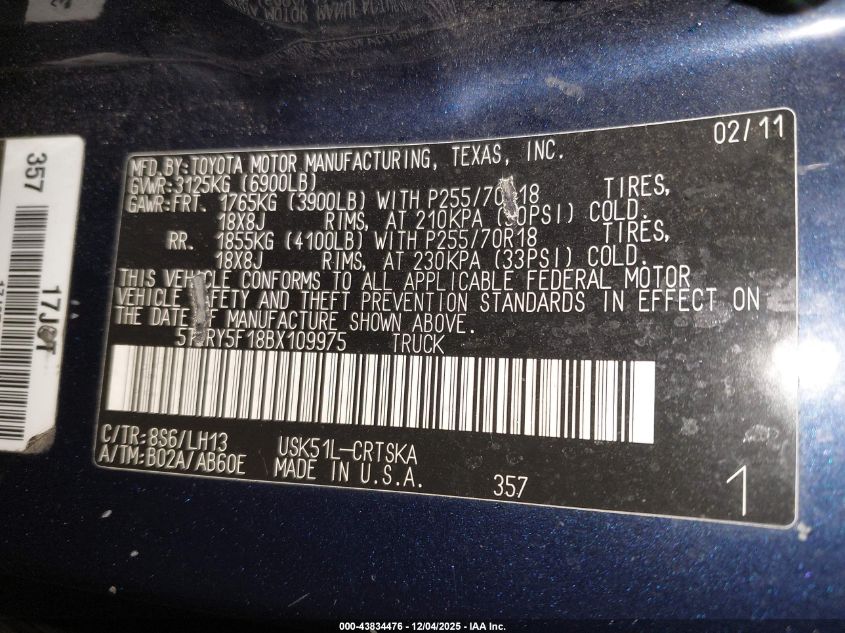 02/11
MFD.BY:TOYOTA MOTOR MANUFACTURING, TEXAS, INC.
GVWR:3125KG (6900LB)
GAWR:FRT. 1765KG (3900LB) WITH P255/70R18 TIRES,
18X8J RIMS, AT 210KPA COLD.
RR. 1855KG (4100LB) WITH P255/70R18 TIRES,
18X8J RIMS, AT 230KPA (33PSI) COLD.
THIS VEHICLE CONFORMS TO ALL APPLICABLE FEDERAL MOTOR
VEHICLE SAFETY AND THEFT PREVENTION STANDARDS IN EFFECT ON
THE DATE OF MANUFACTURE SHOWN ABOVE.
TRUCK
C/TR:8S6/LH13 USK51L-CRTSKA
A/TM:B02A/AB60E MADE IN U.S.A. 357 1
357
000-43834476 - 12/04/2025 - IAA Inc.